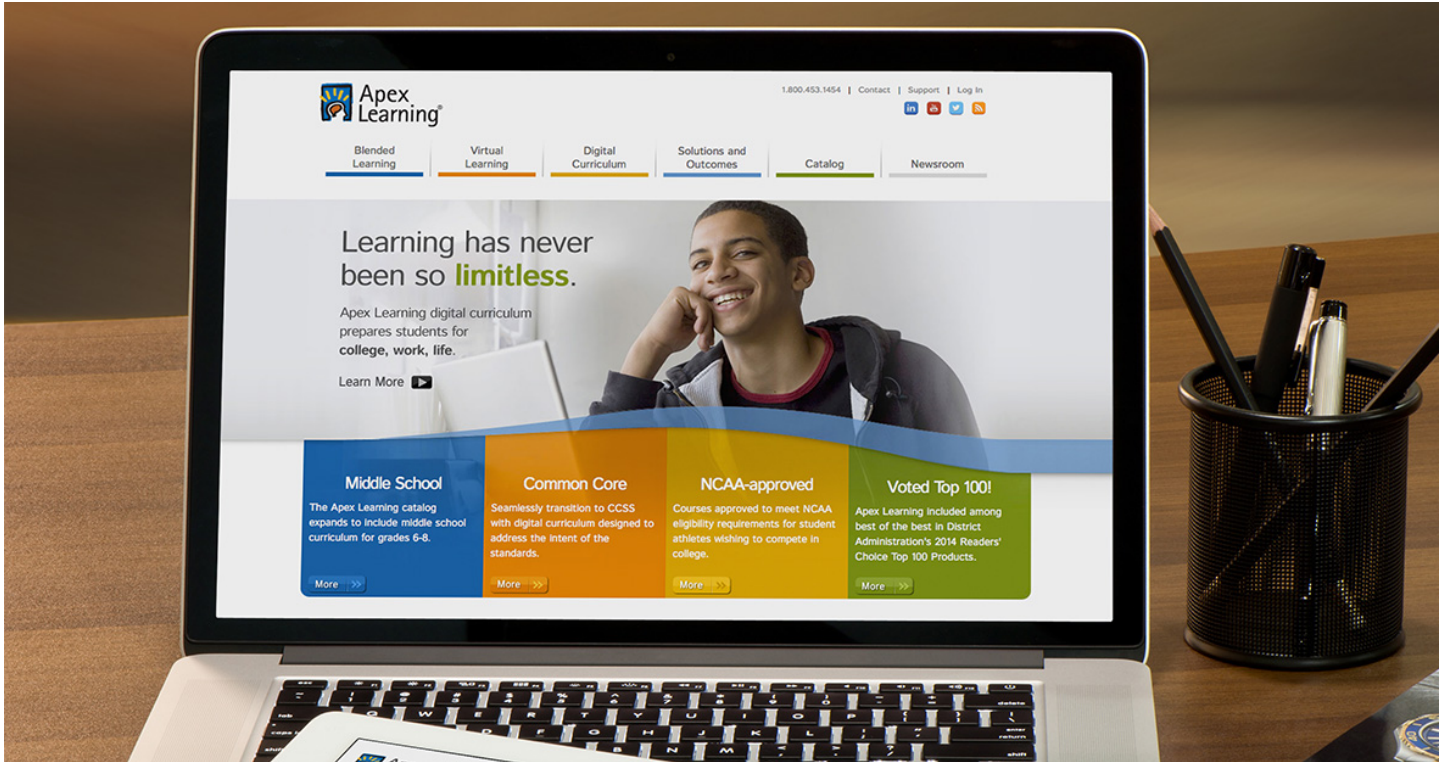 Apex
Learning®
1.800.453.1454 | Contact | Support | Log In
Blended
Learning
Virtual
Learning
Digital
Curriculum
Solutions and
Outcomes
Catalog
Newsroom
Learning has never
been so limitless.
Apex Learning digital curriculum
prepares students for
college, work, life.
Learn More
Middle School
The Apex Learning catalog
expands to include middle school
curriculum for grades 6-8.
More >>
Common Core
Seamlessly transition to CCSS
with digital curriculum designed to
address the intent of the
standards.
More >>
NCAA-approved
Courses approved to meet NCAA
eligibility requirements for student
athletes wishing to compete in
college.
More >>
Voted Top 100!
Apex Learning included among
best of the best in District
Administration's 2014 Readers'
Choice Top 100 Products.
More >>
delete
tab
Q W E R T Y U I O P
enter
return
shift